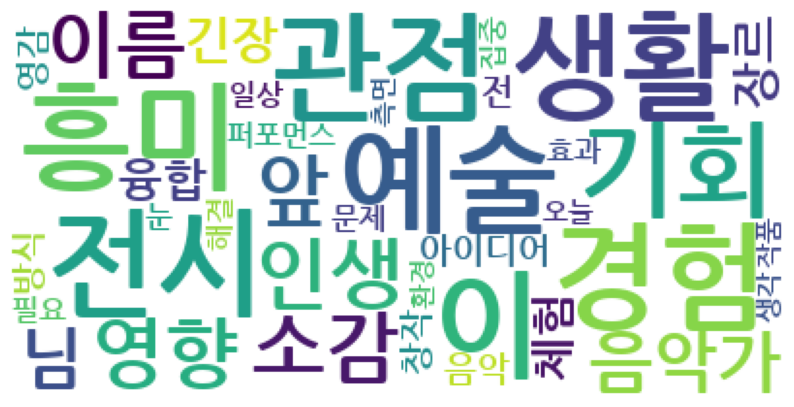 영감
이름
긴장
관점
집중
생활
장르
흥미
일상
측면
전
퍼포먼스
융합
앞
예술
효과
기회
눈
해결
문제
오늘
방식
전시
인생
아이디어
이
경험
생각
작품
요
환경
님
영향
소감
창작
음악
체험
음악가